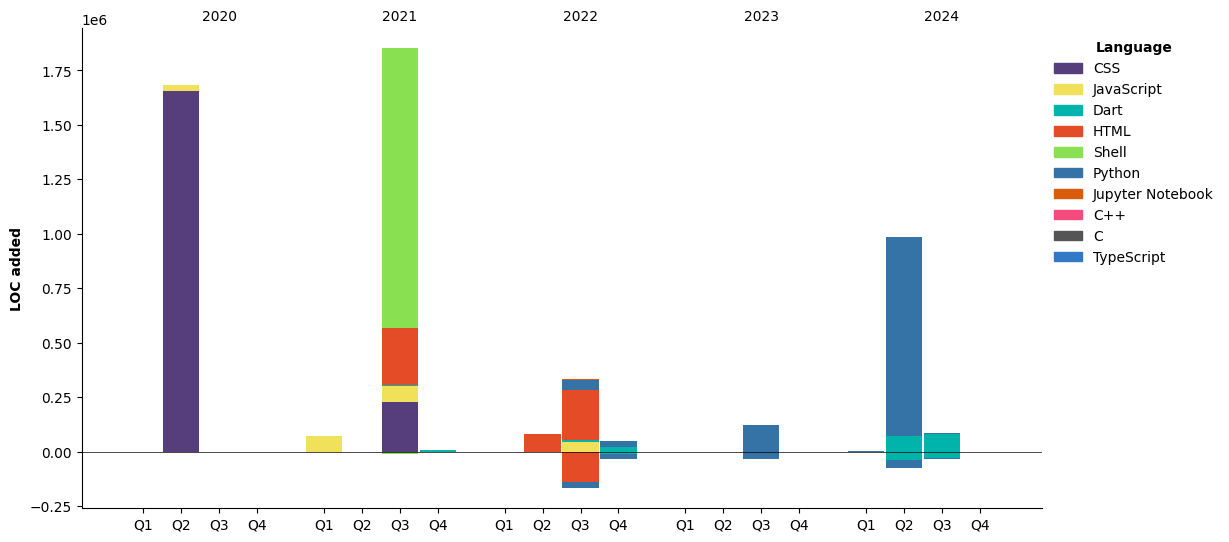 1e6
2020 2021 2022 2023 2024
LOC added
1.75
1.50
1.25
1.00
0.75
0.50
0.25
0.00
−0.25
Q1 Q2 Q3 Q4 Q1 Q2 Q3 Q4 Q1 Q2 Q3 Q4 Q1 Q2 Q3 Q4 Q1 Q2 Q3 Q4
Language
CSS
JavaScript
Dart
HTML
Shell
Python
Jupyter Notebook
C++
C
TypeScript